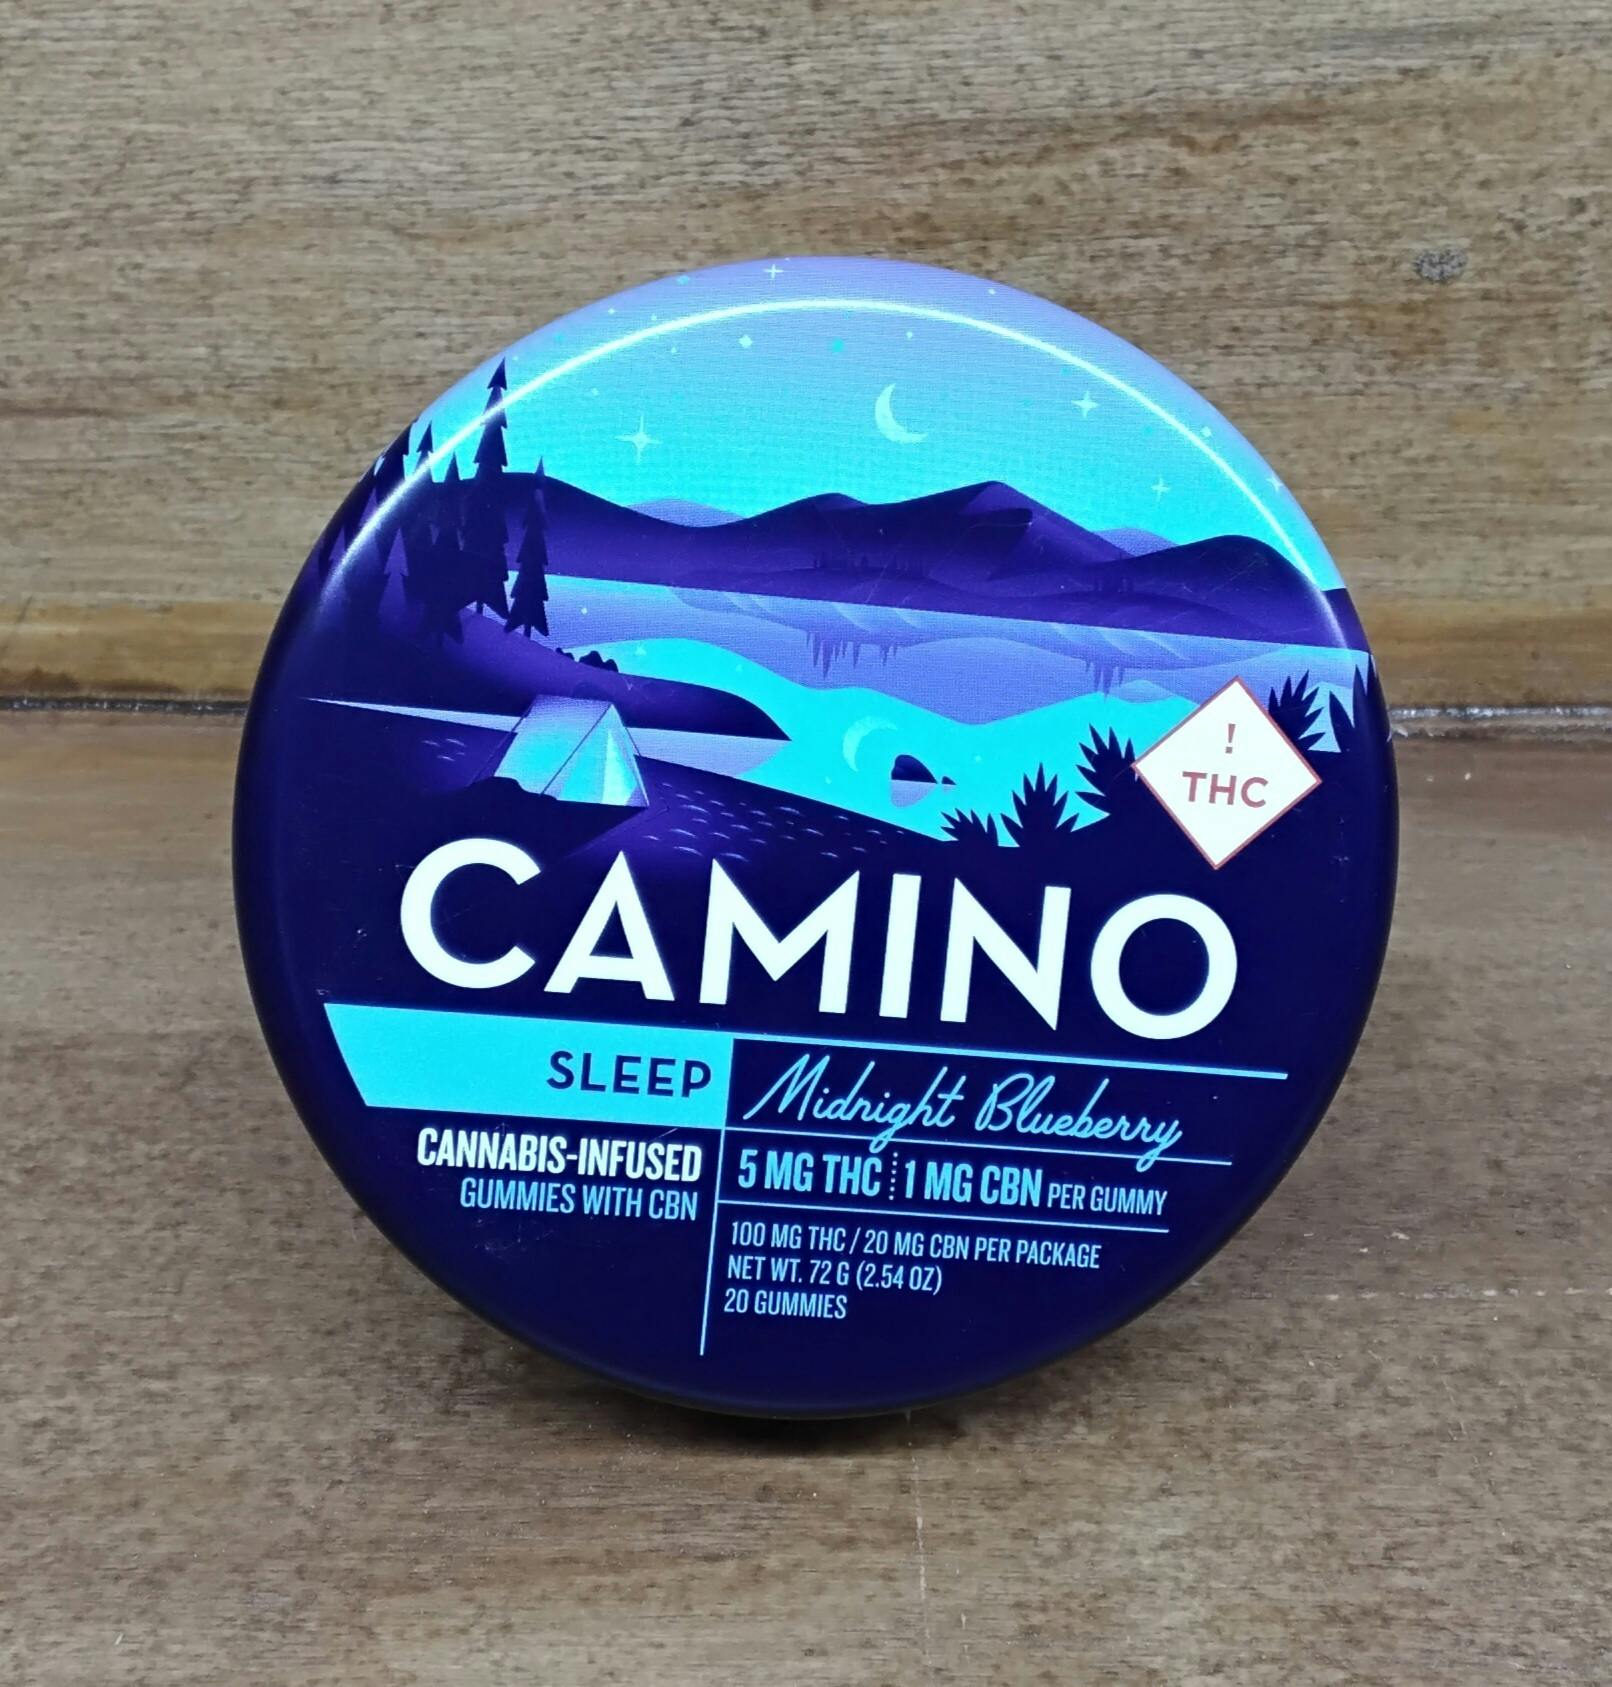 !
THC
CAMINO
SLEEP
Midnight Blueberry
CANNABIS-INFUSED
GUMMIES WITH CBN
5 MG THC 1 MG CBN PER GUMMY
100 MG THC / 20 MG CBN PER PACKAGE
NET WT. 72 G (2.54 OZ)
20 GUMMIES